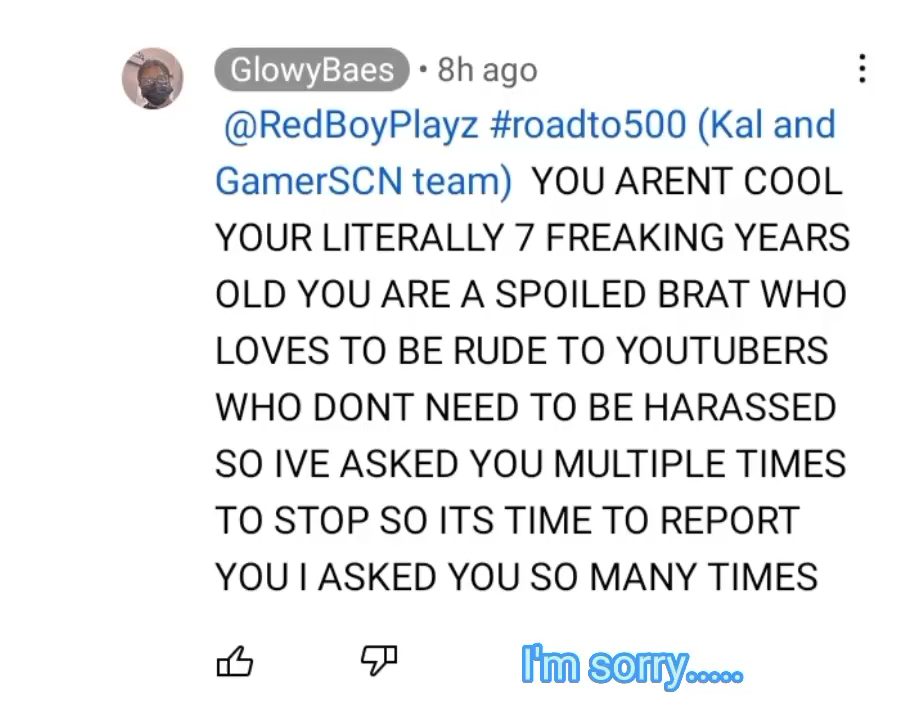 GlowyBaes • 8h ago
@RedBoyPlayz #roadto500 (Kal and
GamerSCN team) YOU ARENT COOL
YOUR LITERALLY 7 FREAKING YEARS
OLD YOU ARE A SPOILED BRAT WHO
LOVES TO BE RUDE TO YOUTUBERS
WHO DONT NEED TO BE HARASSED
SO IVE ASKED YOU MULTIPLE TIMES
TO STOP SO ITS TIME TO REPORT
YOU I ASKED YOU SO MANY TIMES
I'm sorry.....